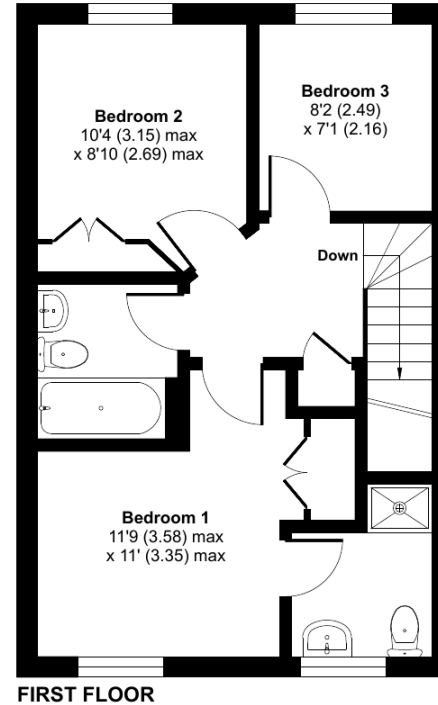 Bedroom 2
10'4 (3.15) max
x 8'10 (2.69) max
Bedroom 3
8'2 (2.49)
x 7'1 (2.16)
Down
Bedroom 1
11'9 (3.58) max
x 11' (3.35) max
FIRST FLOOR